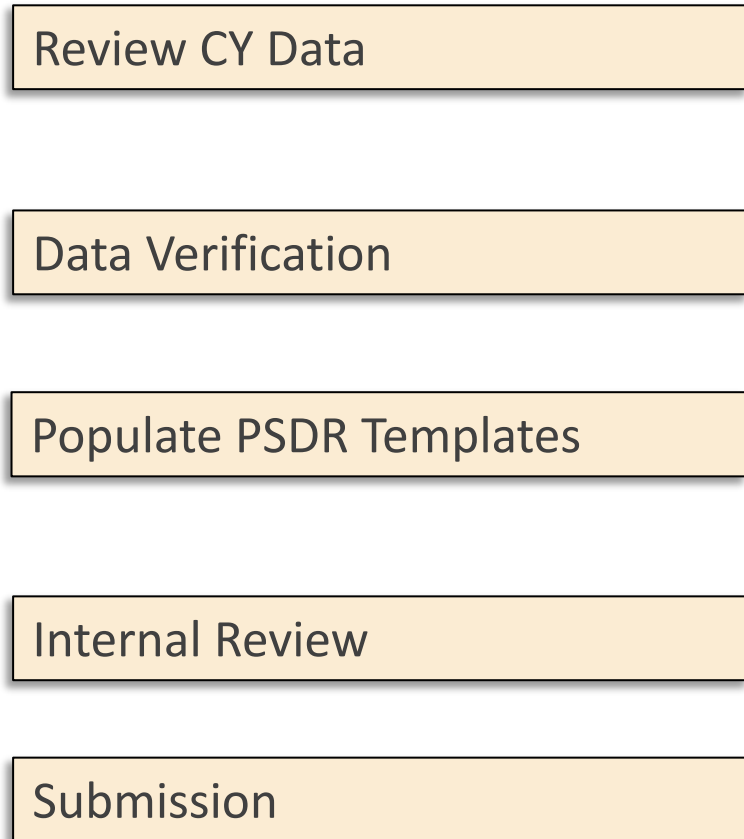 Review CY Data
Data Verification
Populate PSDR Templates
Internal Review
Submission